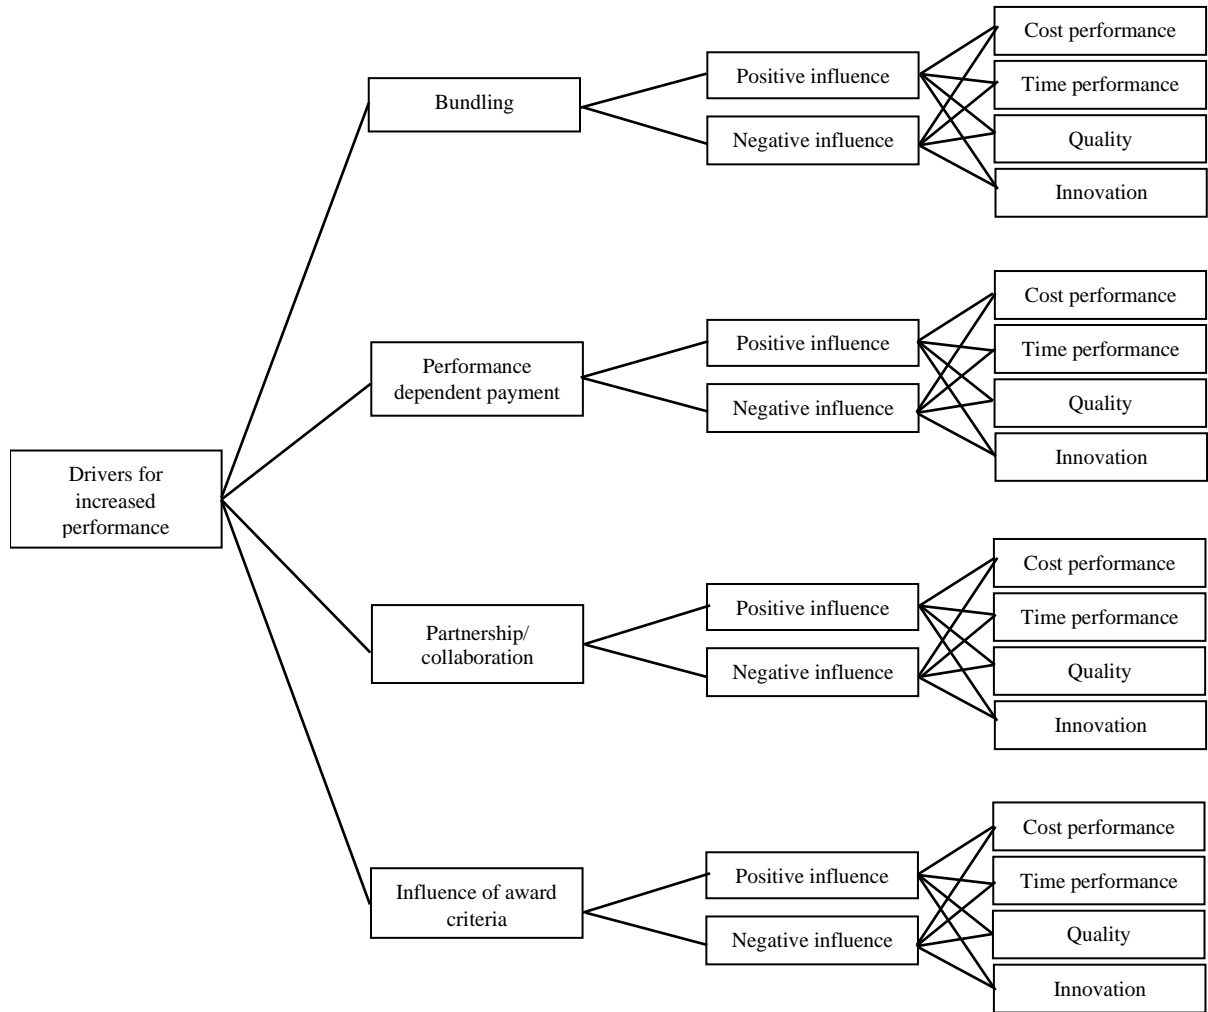 Drivers for
increased
performance
Bundling
Positive influence
Negative influence
Cost performance
Time performance
Quality
Innovation
Performance
dependent payment
Positive influence
Negative influence
Cost performance
Time performance
Quality
Innovation
Partnership/
collaboration
Positive influence
Negative influence
Cost performance
Time performance
Quality
Innovation
Influence of award
criteria
Positive influence
Negative influence
Cost performance
Time performance
Quality
Innovation